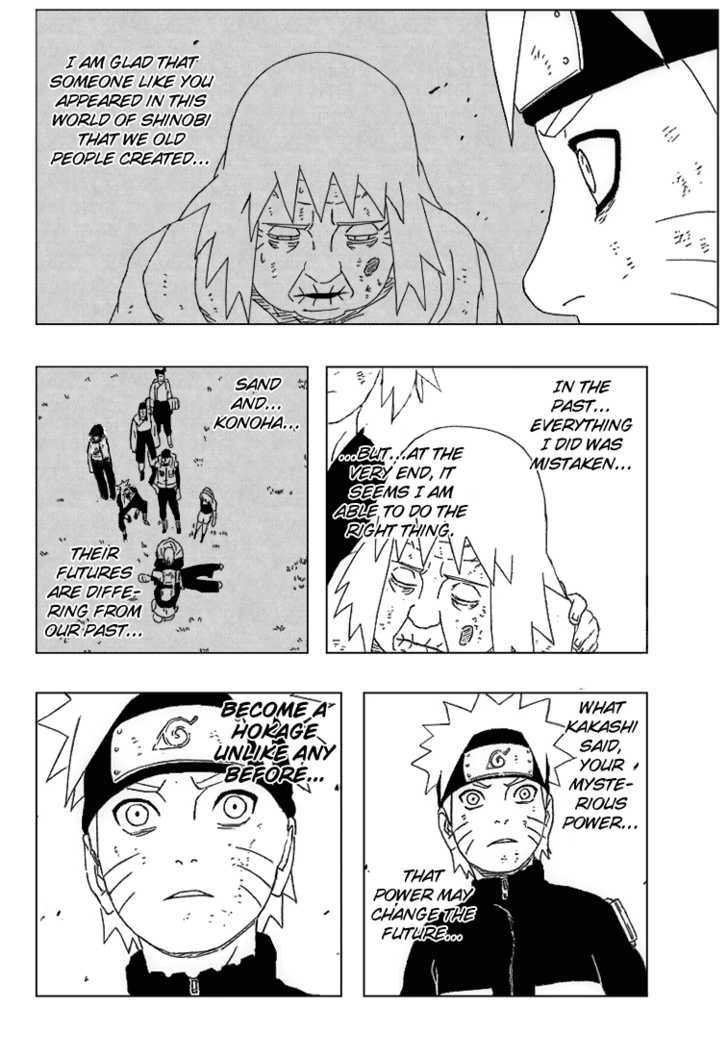 I AM GLAD THAT
SOMEONE LIKE YOU
APPEARED IN THIS
WORLD OF SHINOBI
THAT WE OLD
PEOPLE CREATED...
IN THE
PAST...
EVERYTHING
I DID WAS
MISTAKEN...
...BUT...AT THE
VERY END, IT
SEEMS I AM
ABLE TO DO THE
RIGHT THING.
SAND
AND...
KONOHA...
THEIR
FUTURES
ARE DIFFE-
RING FROM
OUR PAST...
WHAT
KAKASHI
SAID,
YOUR
MYSTE-
RIOUS
POWER...
THAT
POWER MAY
CHANGE THE
FUTURE...
BECOME A
HOKAGE
UNLIKE ANY
BEFORE...